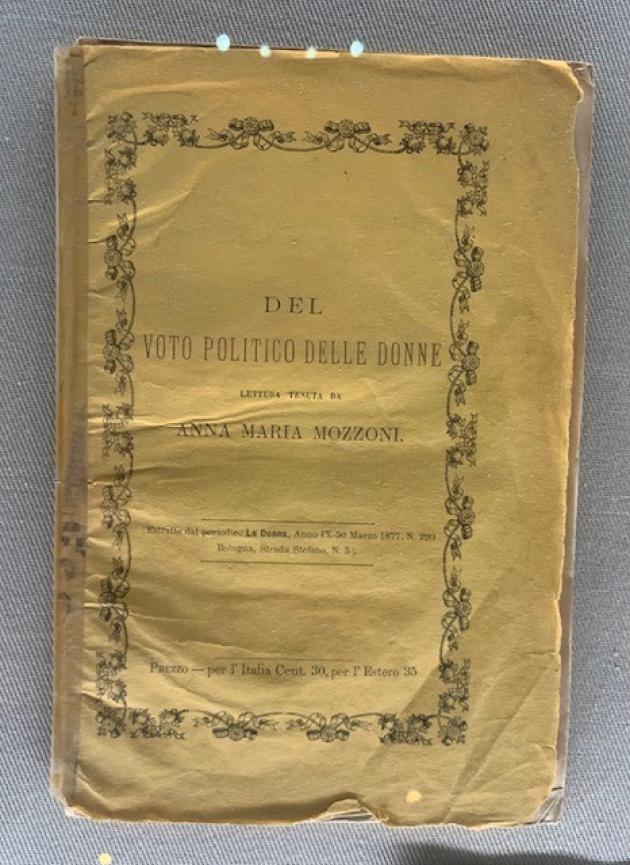 DEL
VOTO POLITICO DELLE DONNE
LETTURA TENUTA DA
ANNA MARIA MOZZONI.
(Estratto dal periodico La Donna, Anno IX-30 Marzo 1877, N. 290
Bologna, Strada Stefano, N. 5).
PREZZO — per l'Italia Cent. 30, per l'Estero 35